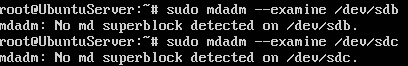 root@UbuntuServer:~# sudo mdadm --examine /dev/sdb
mdadm: No md superblock detected on /dev/sdb.
root@UbuntuServer:~# sudo mdadm --examine /dev/sdc
mdadm: No md superblock detected on /dev/sdc.